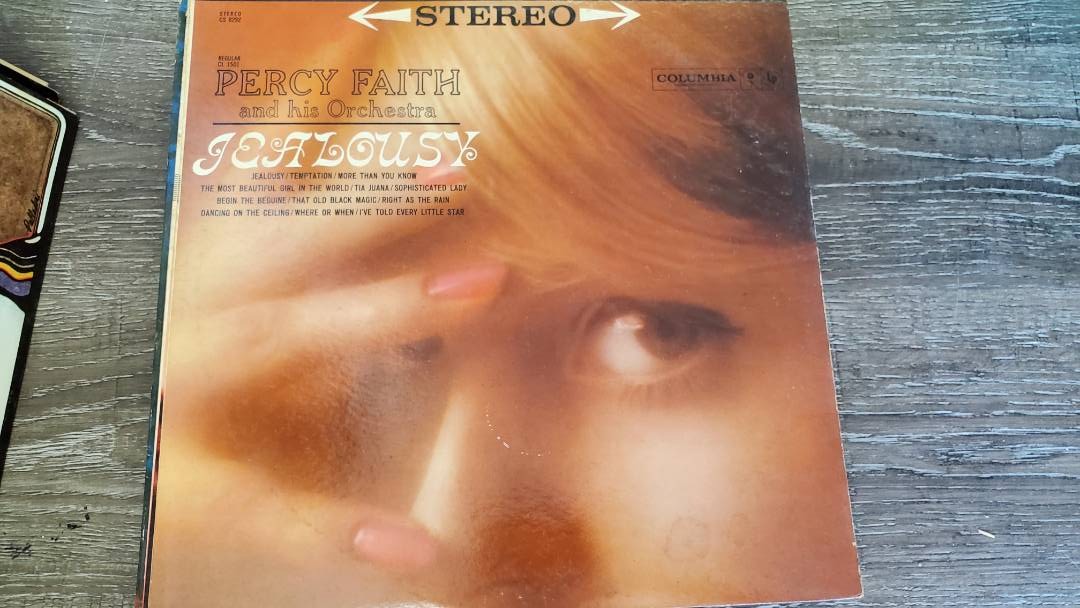 STEREO
CS 8292
STEREO
REGULAR
CL 1501
PERCY FAITH
and his Orchestra
COLUMBIA
JEALOUSY
JEALOUSY/TEMPTATION/MORE THAN YOU KNOW
THE MOST BEAUTIFUL GIRL IN THE WORLD/TIA JUANA/SOPHISTICATED LADY
BEGIN THE BEGUINE/THAT OLD BLACK MAGIC/RIGHT AS THE RAIN
DANCING ON THE CEILING/WHERE OR WHEN/I'VE TOLD EVERY LITTLE STAR